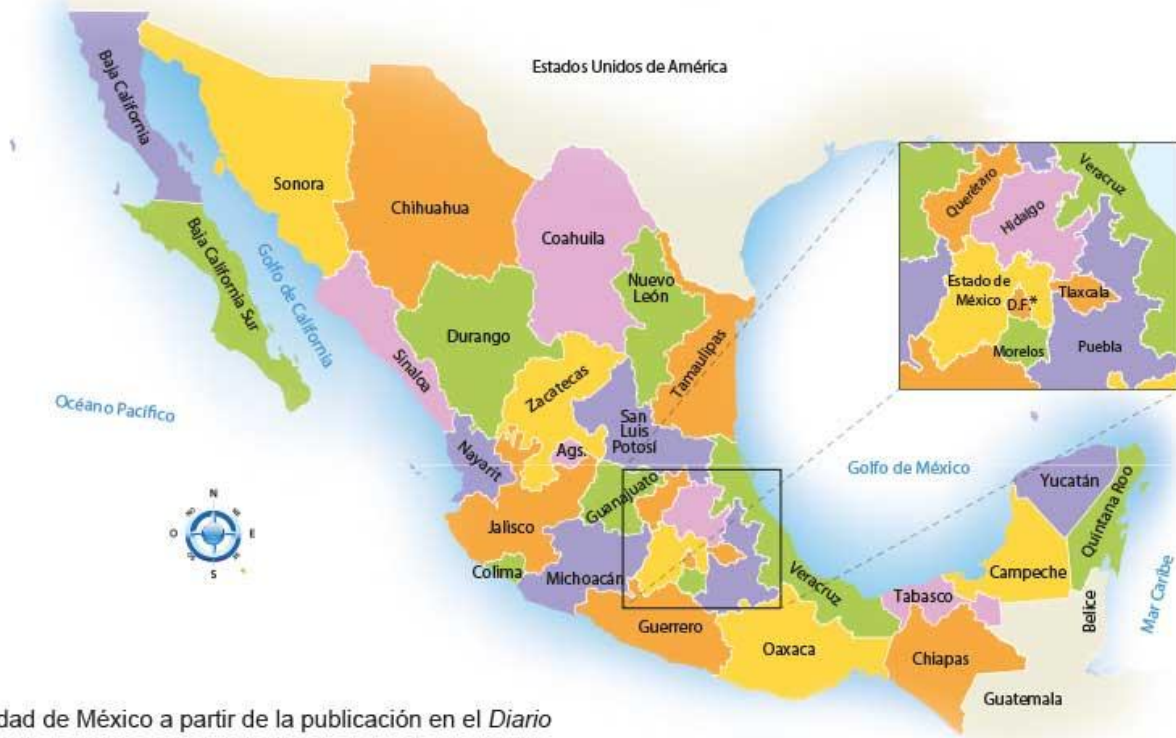 Estados Unidos de América
Baja California
Sonora
Chihuahua
Coahuila
Nuevo
León
Tamaulipas
Baja California Sur
Golfo de California
Sinaloa
Durango
Zacatecas
San
Luis
Potosí
Océano Pacífico
Nayarit
Ags.
Guanajuato
Jalisco
Colima
Michoacán
Guerrero
Oaxaca
Veracruz
Golfo de México
Tabasco
Chiapas
Campeche
Yucatán
Quintana Roo
Belice
Mar Caribe
Guatemala
Querétaro
Hidalgo
Veracruz
Estado de
México
D.F.*
Tlaxcala
Morelos
Puebla
N
O
E
S
dad de México a partir de la publicación en el Diario